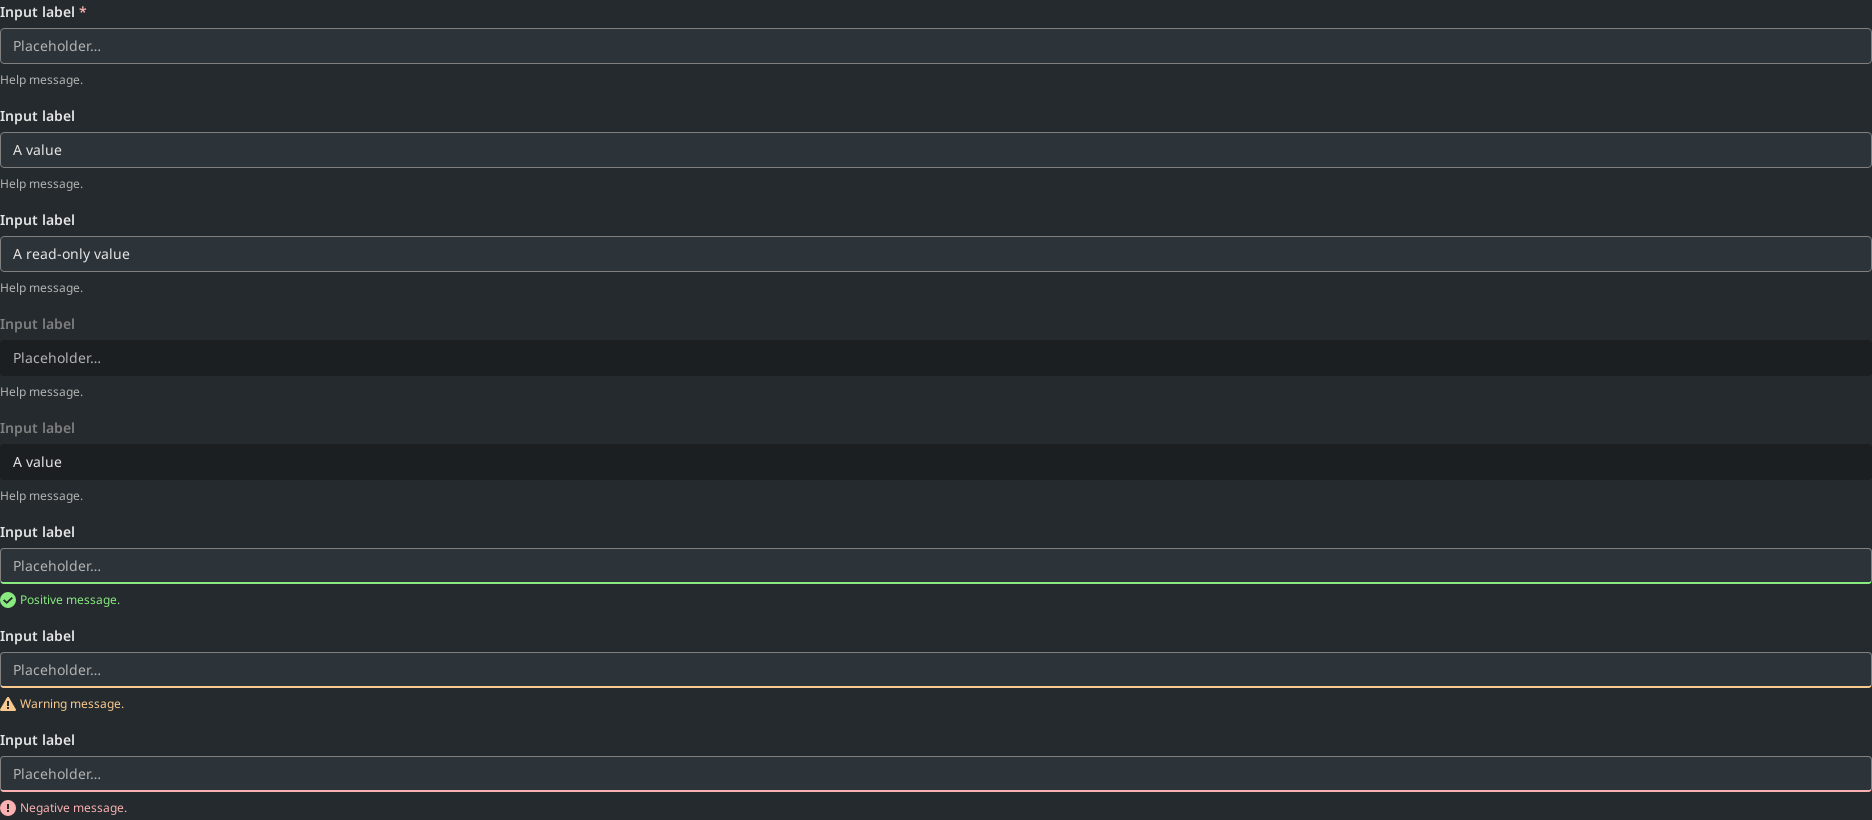 Input label *
Placeholder...
Help message.
Input label
A value
Help message.
Input label
A read-only value
Help message.
Input label
Placeholder...
Help message.
Input label
A value
Help message.
Input label
Placeholder...
Positive message.
Input label
Placeholder...
Warning message.
Input label
Placeholder...
Negative message.